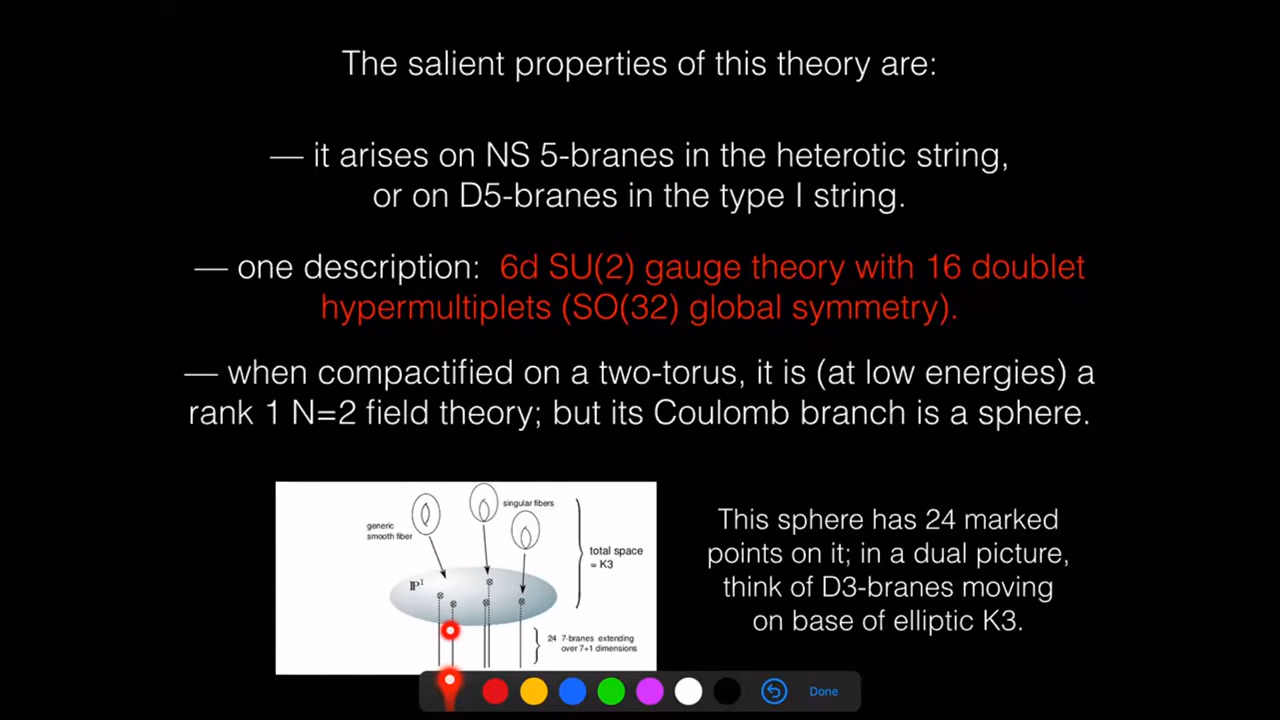 The salient properties of this theory are:
— it arises on NS 5-branes in the heterotic string,
or on D5-branes in the type I string.
— one description: 6d SU(2) gauge theory with 16 doublet
hypermultiplets (SO(32) global symmetry).
— when compactified on a two-torus, it is (at low energies) a
rank 1 N=2 field theory; but its Coulomb branch is a sphere.
generic
smooth fiber
singular fibers
total space
= K3
ℙ¹
24 7-branes extending
over 7+1 dimensions
This sphere has 24 marked
points on it; in a dual picture,
think of D3-branes moving
on base of elliptic K3.
Done